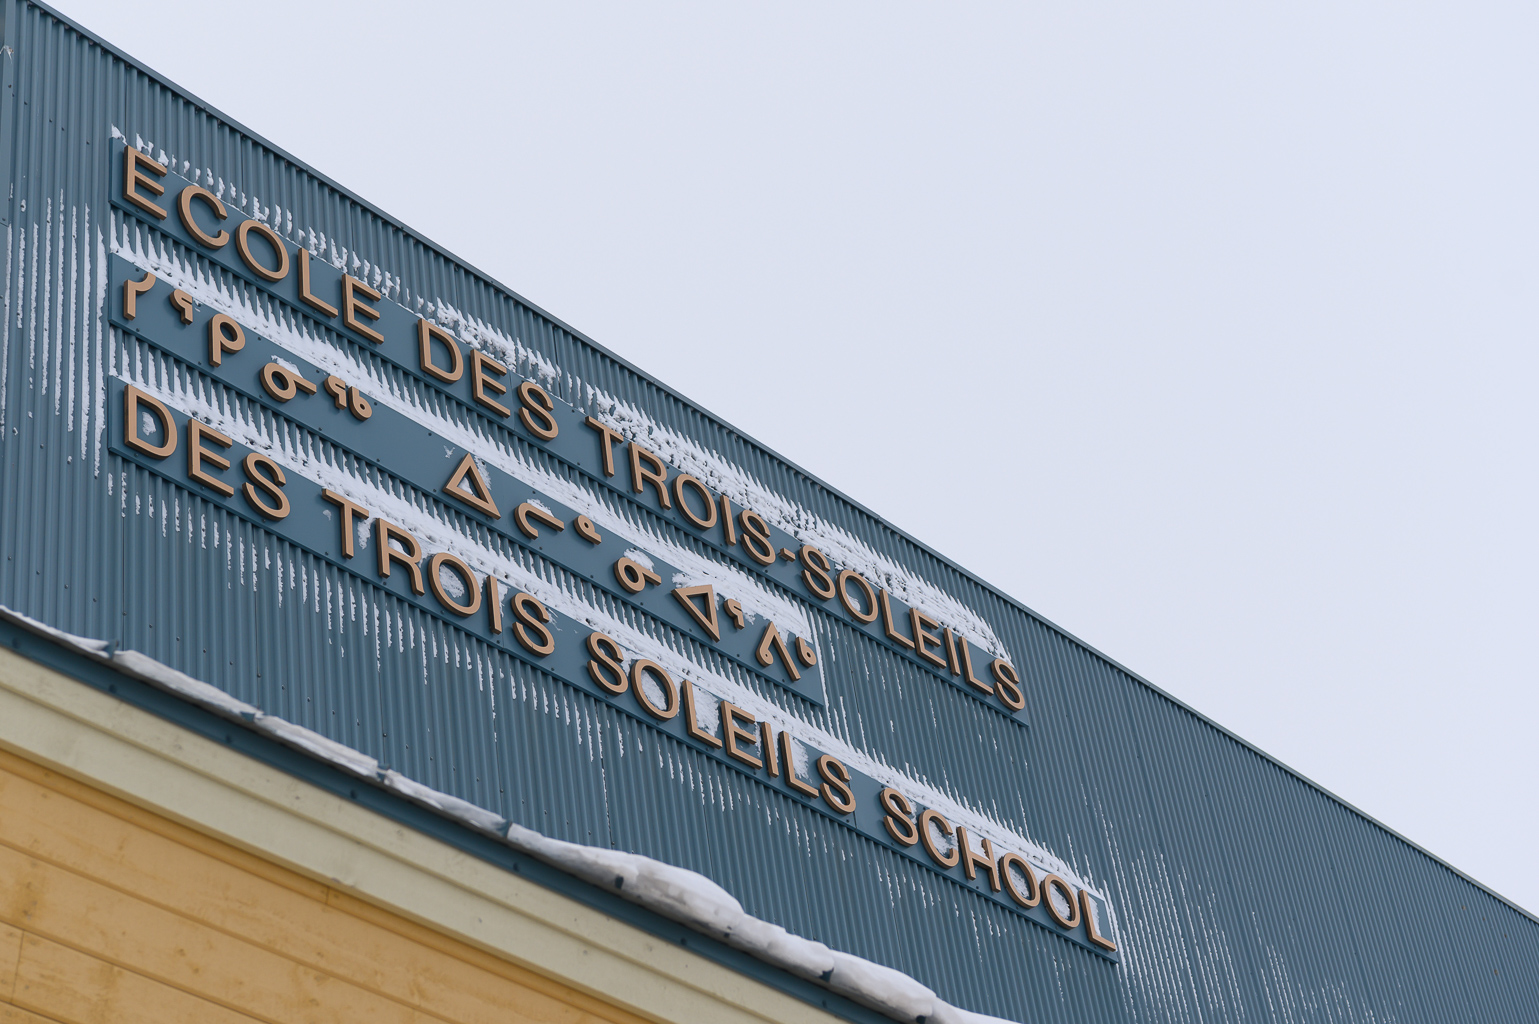 ECOLE DES TROIS-SOLEILS
ᓯᕿᓂᖅ ᐃᓕᓐᓂᐊᕐᕕᒃ
DES TROIS SOLEILS SCHOOL